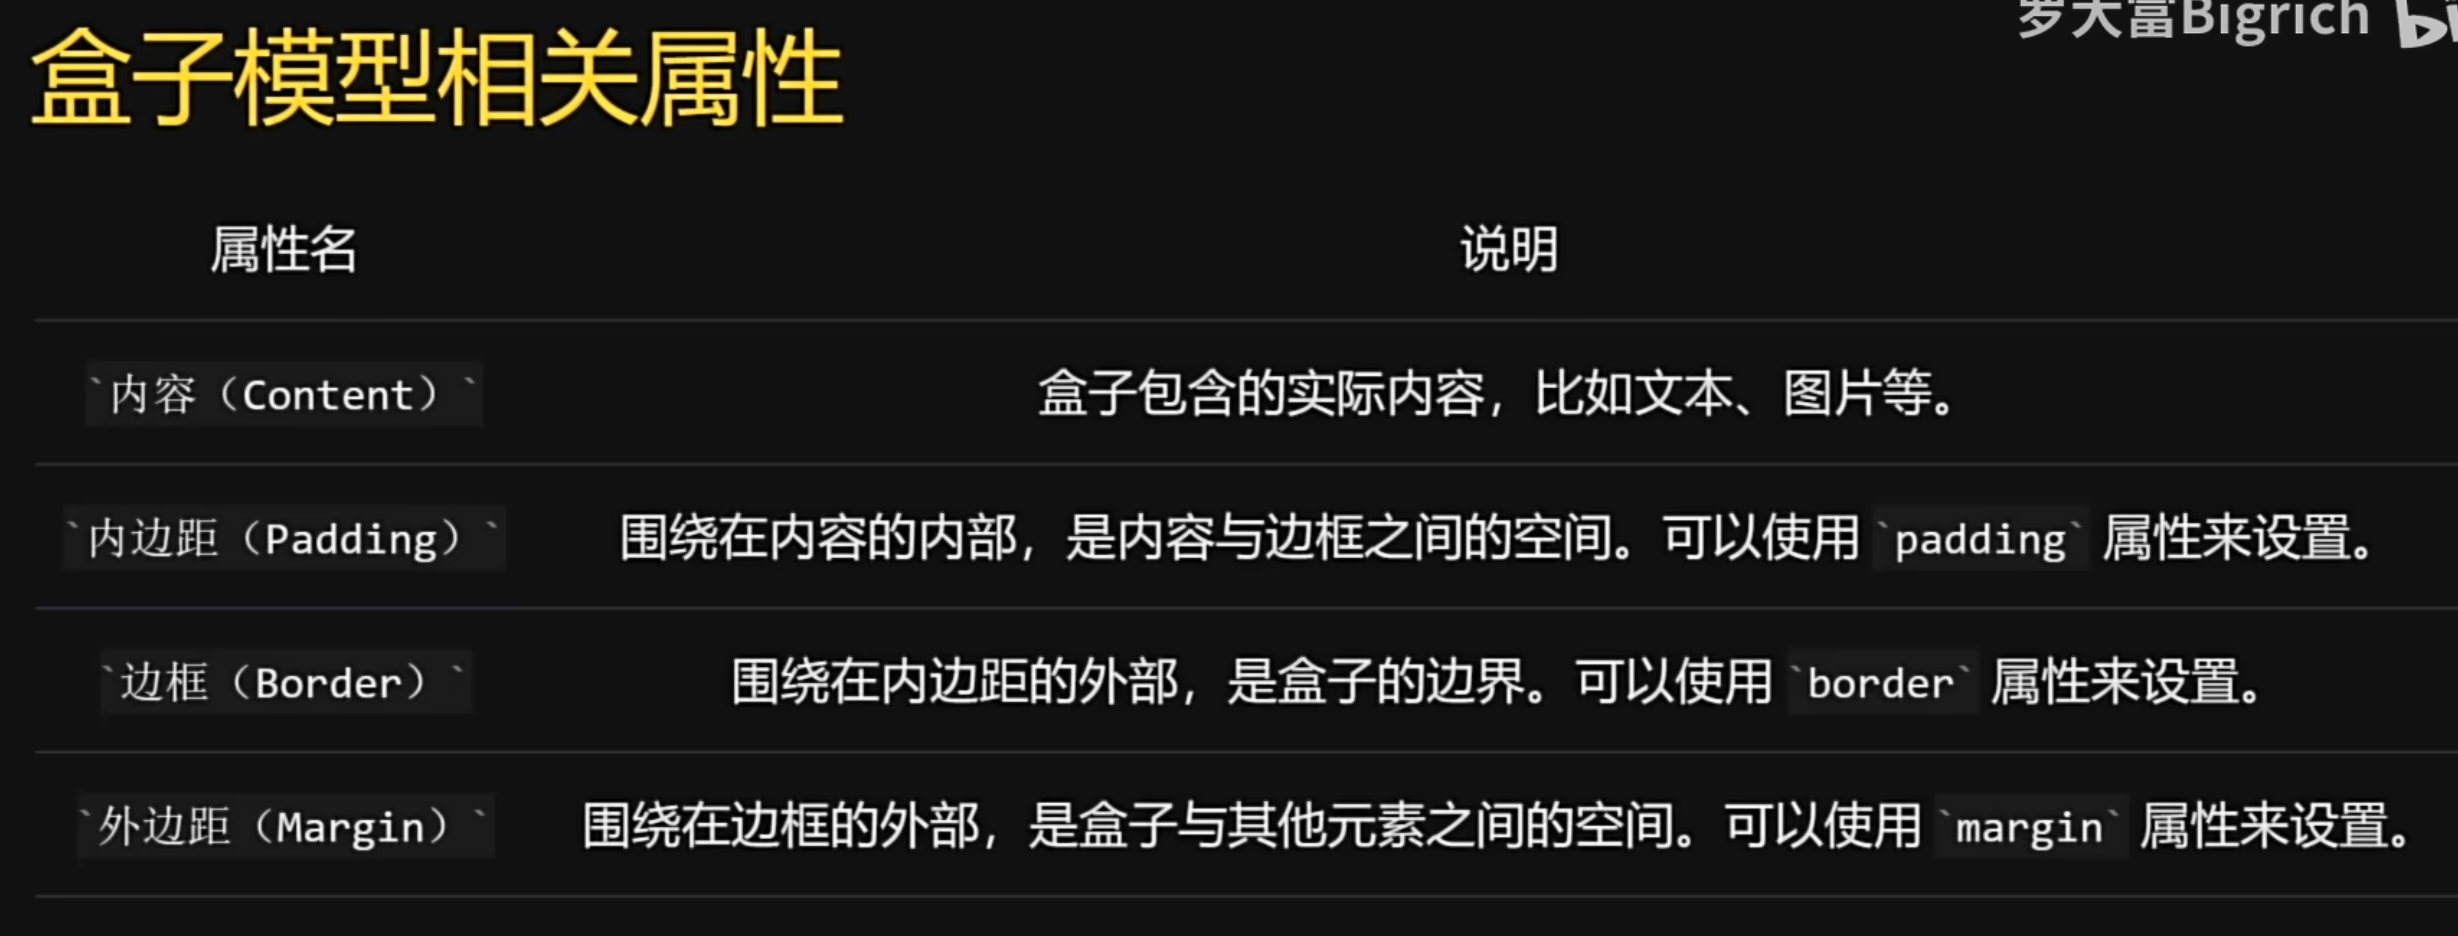 罗大富Bigrich
盒子模型相关属性
属性名 说明
`内容（Content）` 盒子包含的实际内容，比如文本、图片等。
`内边距（Padding）` 围绕在内容的内部，是内容与边框之间的空间。可以使用 `padding` 属性来设置。
`边框（Border）` 围绕在内边距的外部，是盒子的边界。可以使用 `border` 属性来设置。
`外边距（Margin）` 围绕在边框的外部，是盒子与其他元素之间的空间。可以使用 `margin` 属性来设置。